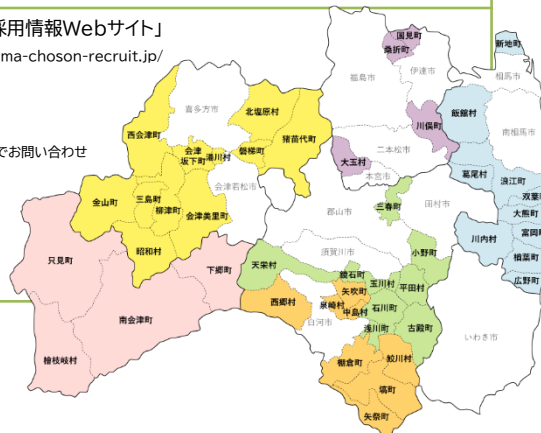 採用情報Webサイト」
ma-choson-recruit.jp/
でお問い合わせ
国見町
桑折町
新地町
福島市
伊達市
相馬市
喜多方市
北塩原村
飯舘村
川俣町
西会津町
猪苗代町
南相馬市
会津
坂下町
湯川村
磐梯町
二本松市
大玉村
本宮市
葛尾村
浪江町
会津若松市
双葉
金山町
三島町
柳津町
会津美里町
郡山市
三春町
田村市
大熊町
富岡
川内村
昭和村
小野町
楢葉町
只見町
下郷町
天栄村
須賀川市
広野町
鏡石町
玉川村
平田村
西郷村
矢吹町
泉崎村
中島村
石川町
南会津町
白河市
浅川町
古殿町
いわき市
棚倉町
鮫川村
檜枝岐村
塙町
矢祭町